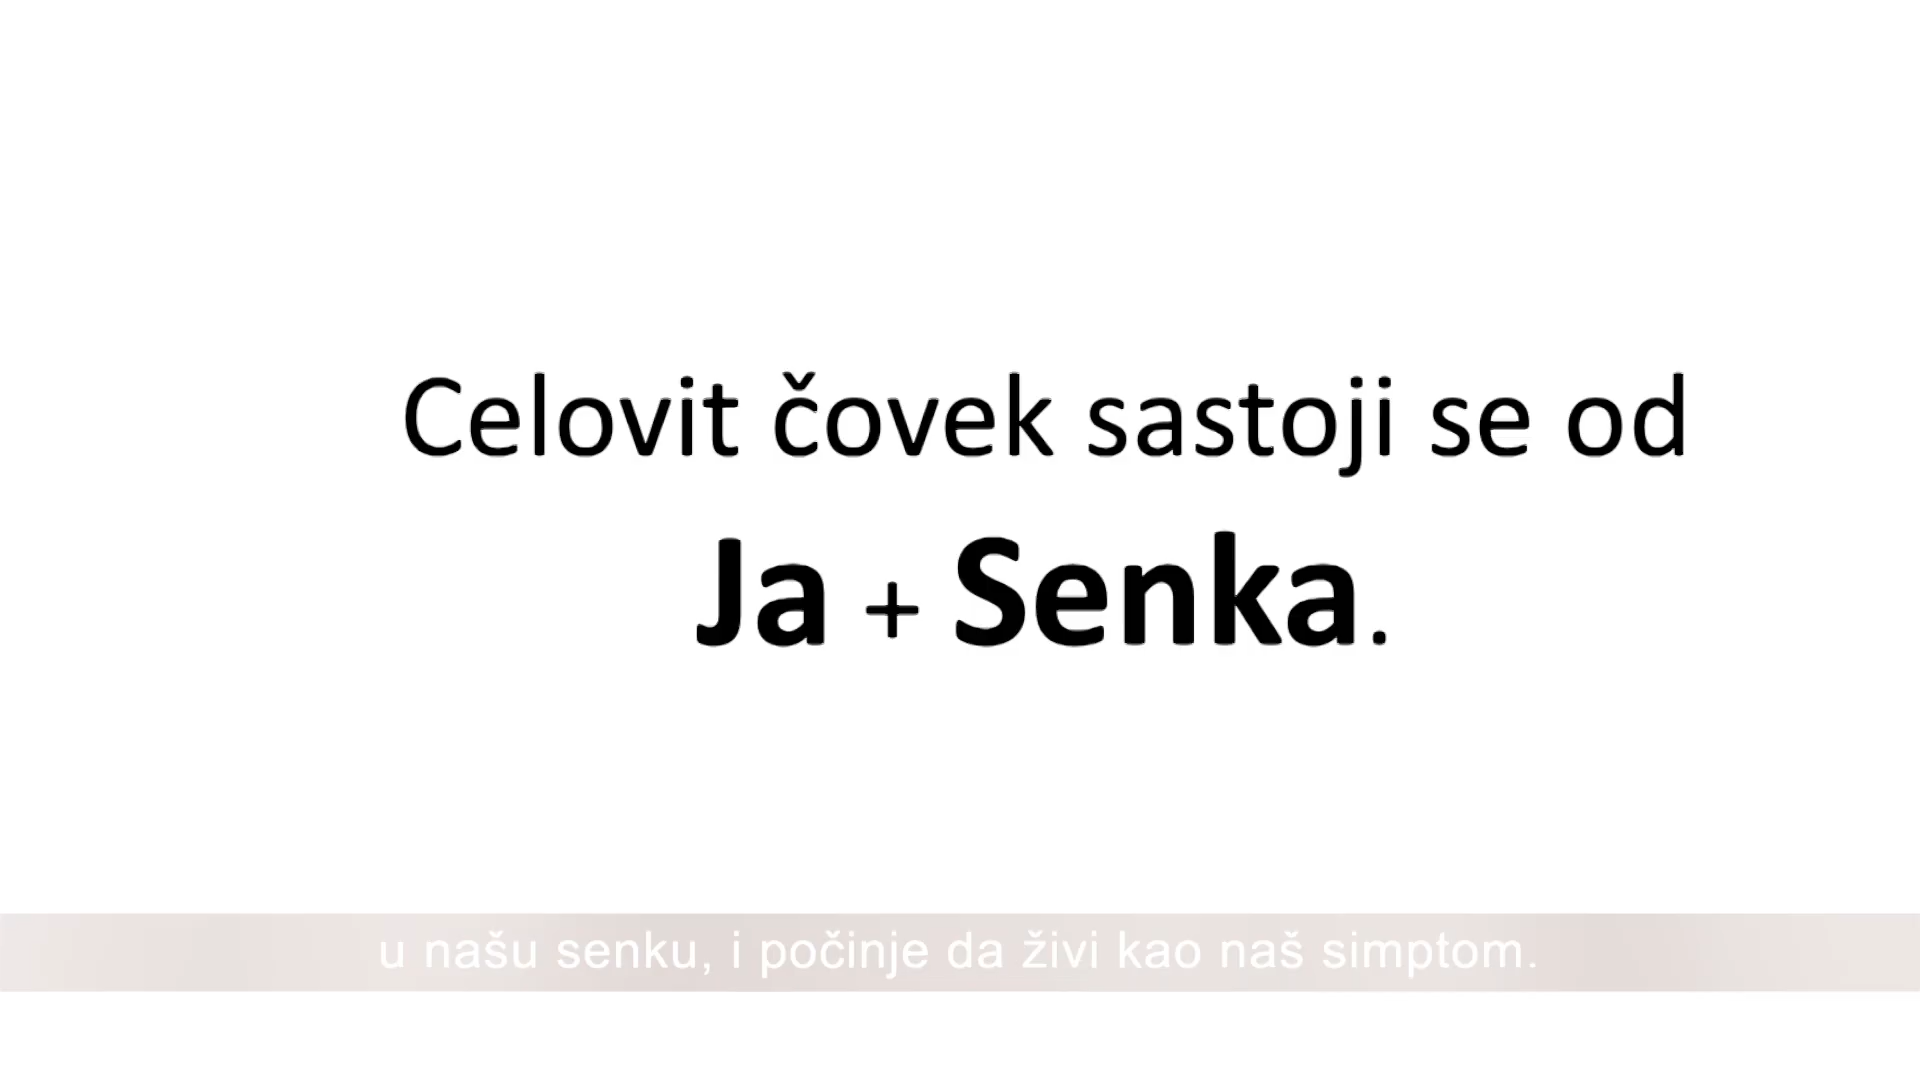 Celovit čovek sastoji se od
Ja + Senka.
u našu senku, i počinje da živi kao naš simptom.